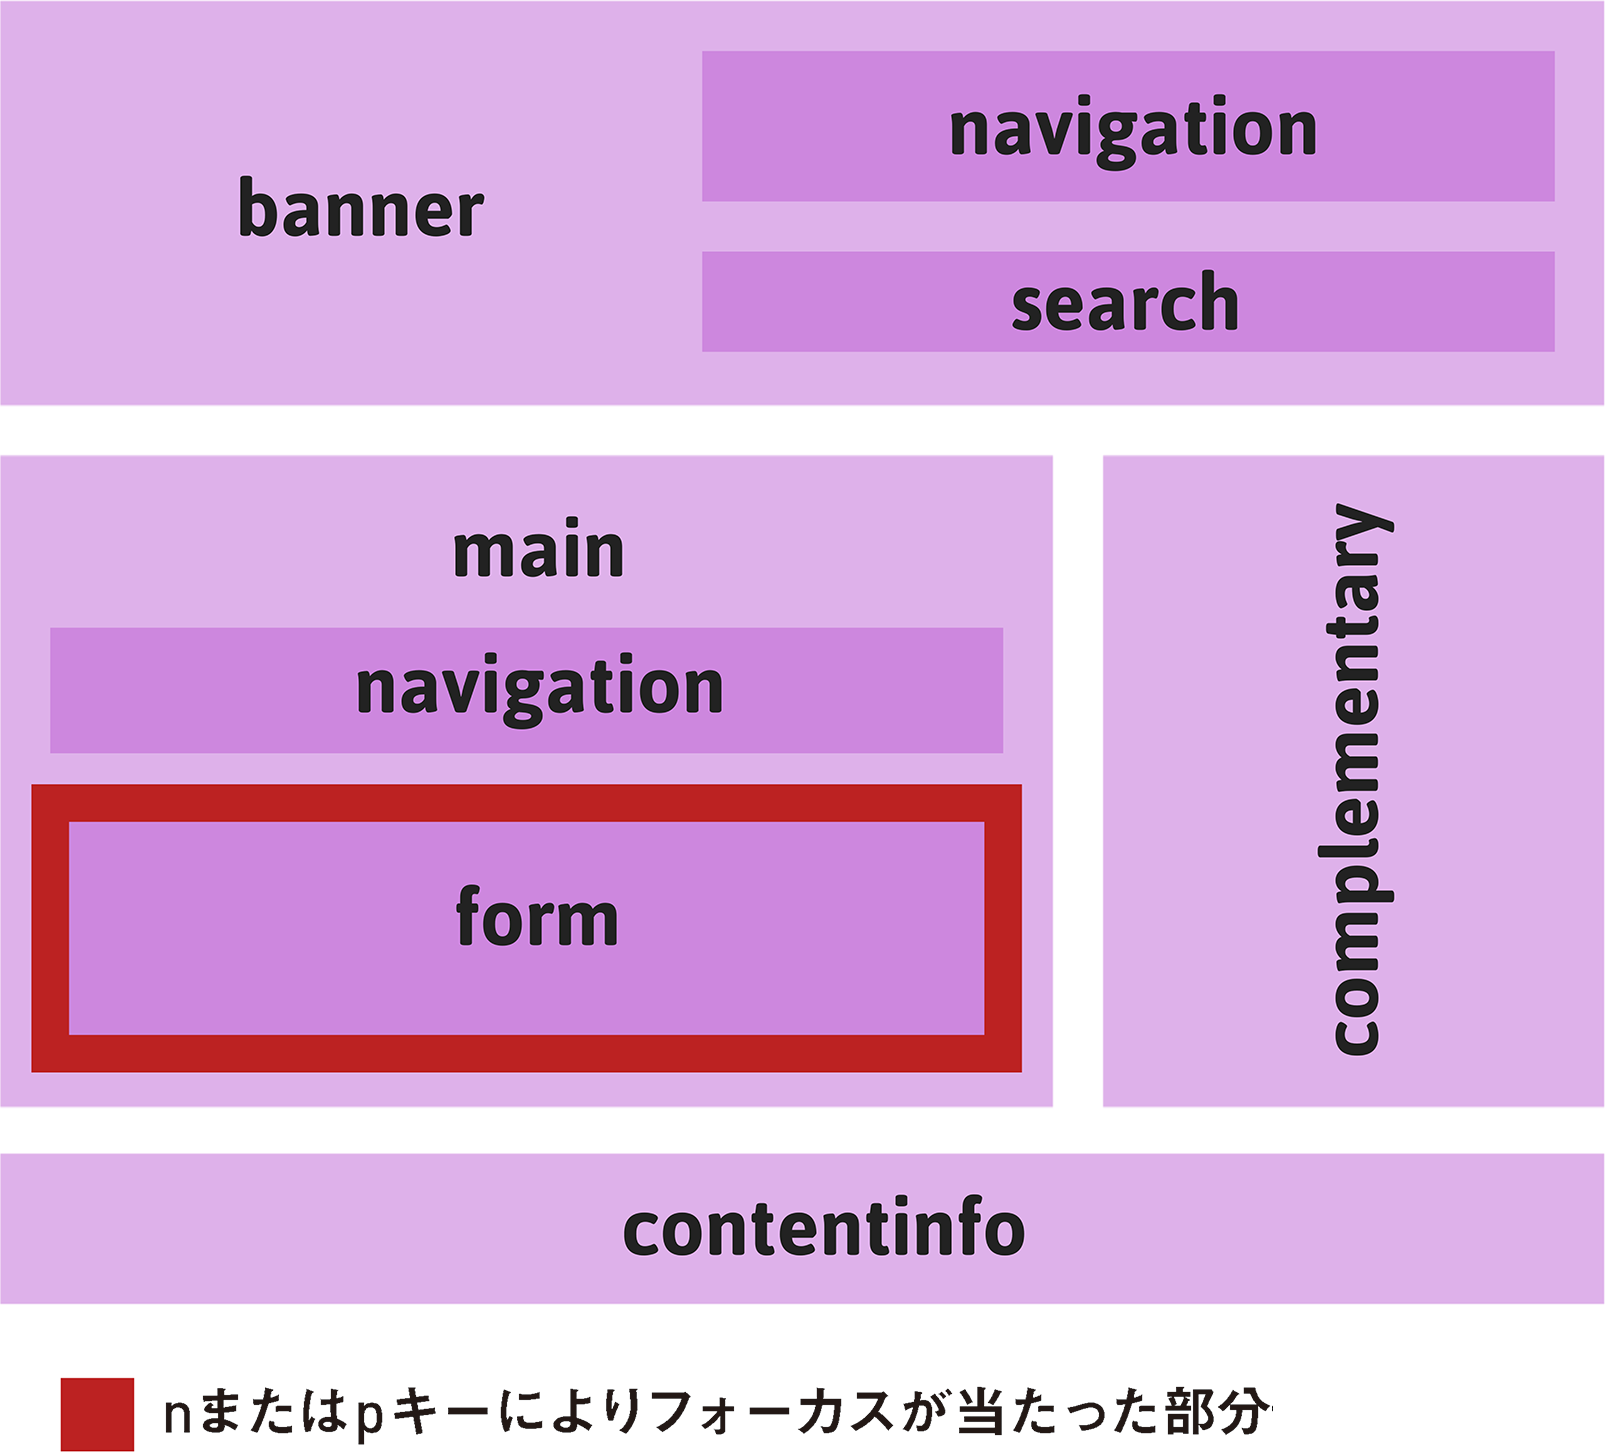 banner
navigation
search
main
navigation
form
complementary
contentinfo
nまたはpキーによりフォーカスが当たった部分